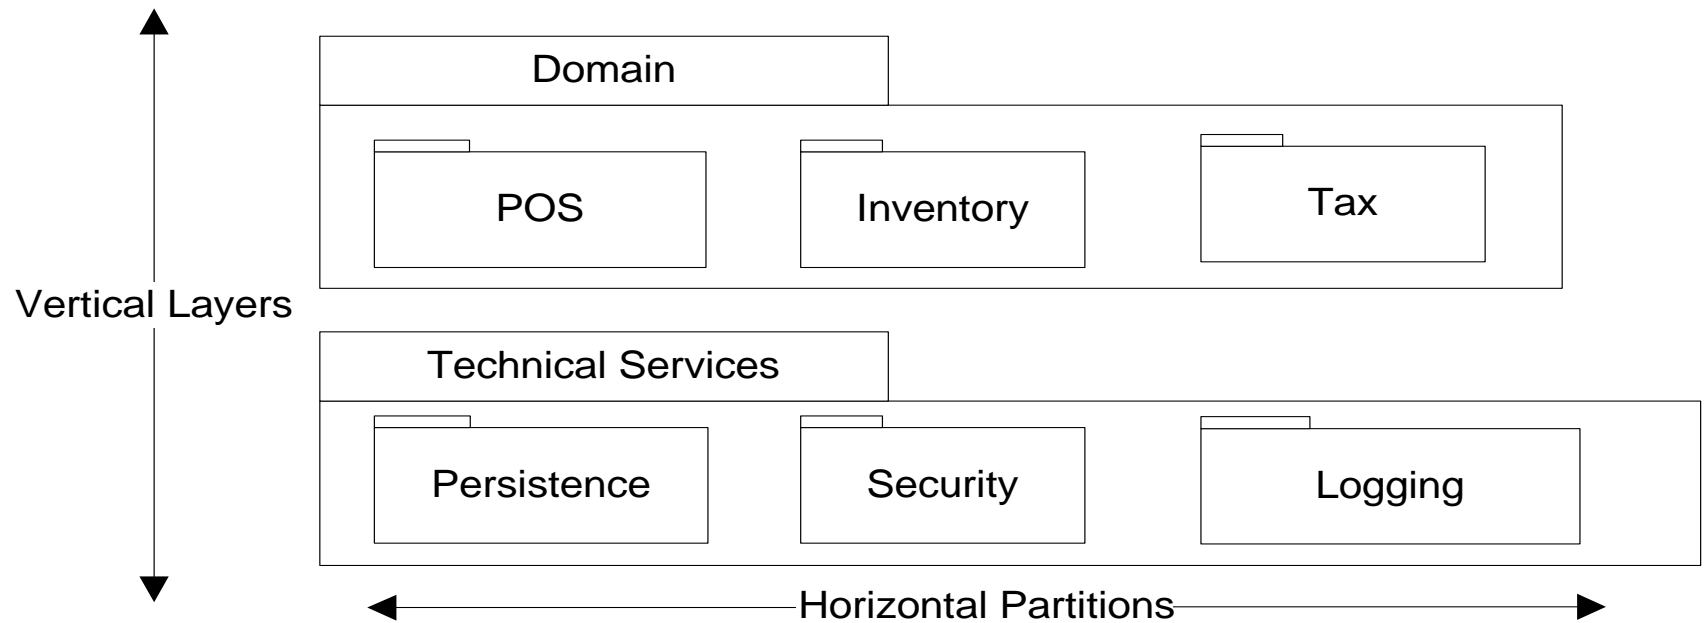 Domain
POS
Inventory
Tax
Vertical Layers
Technical Services
Persistence
Security
Logging
Horizontal Partitions